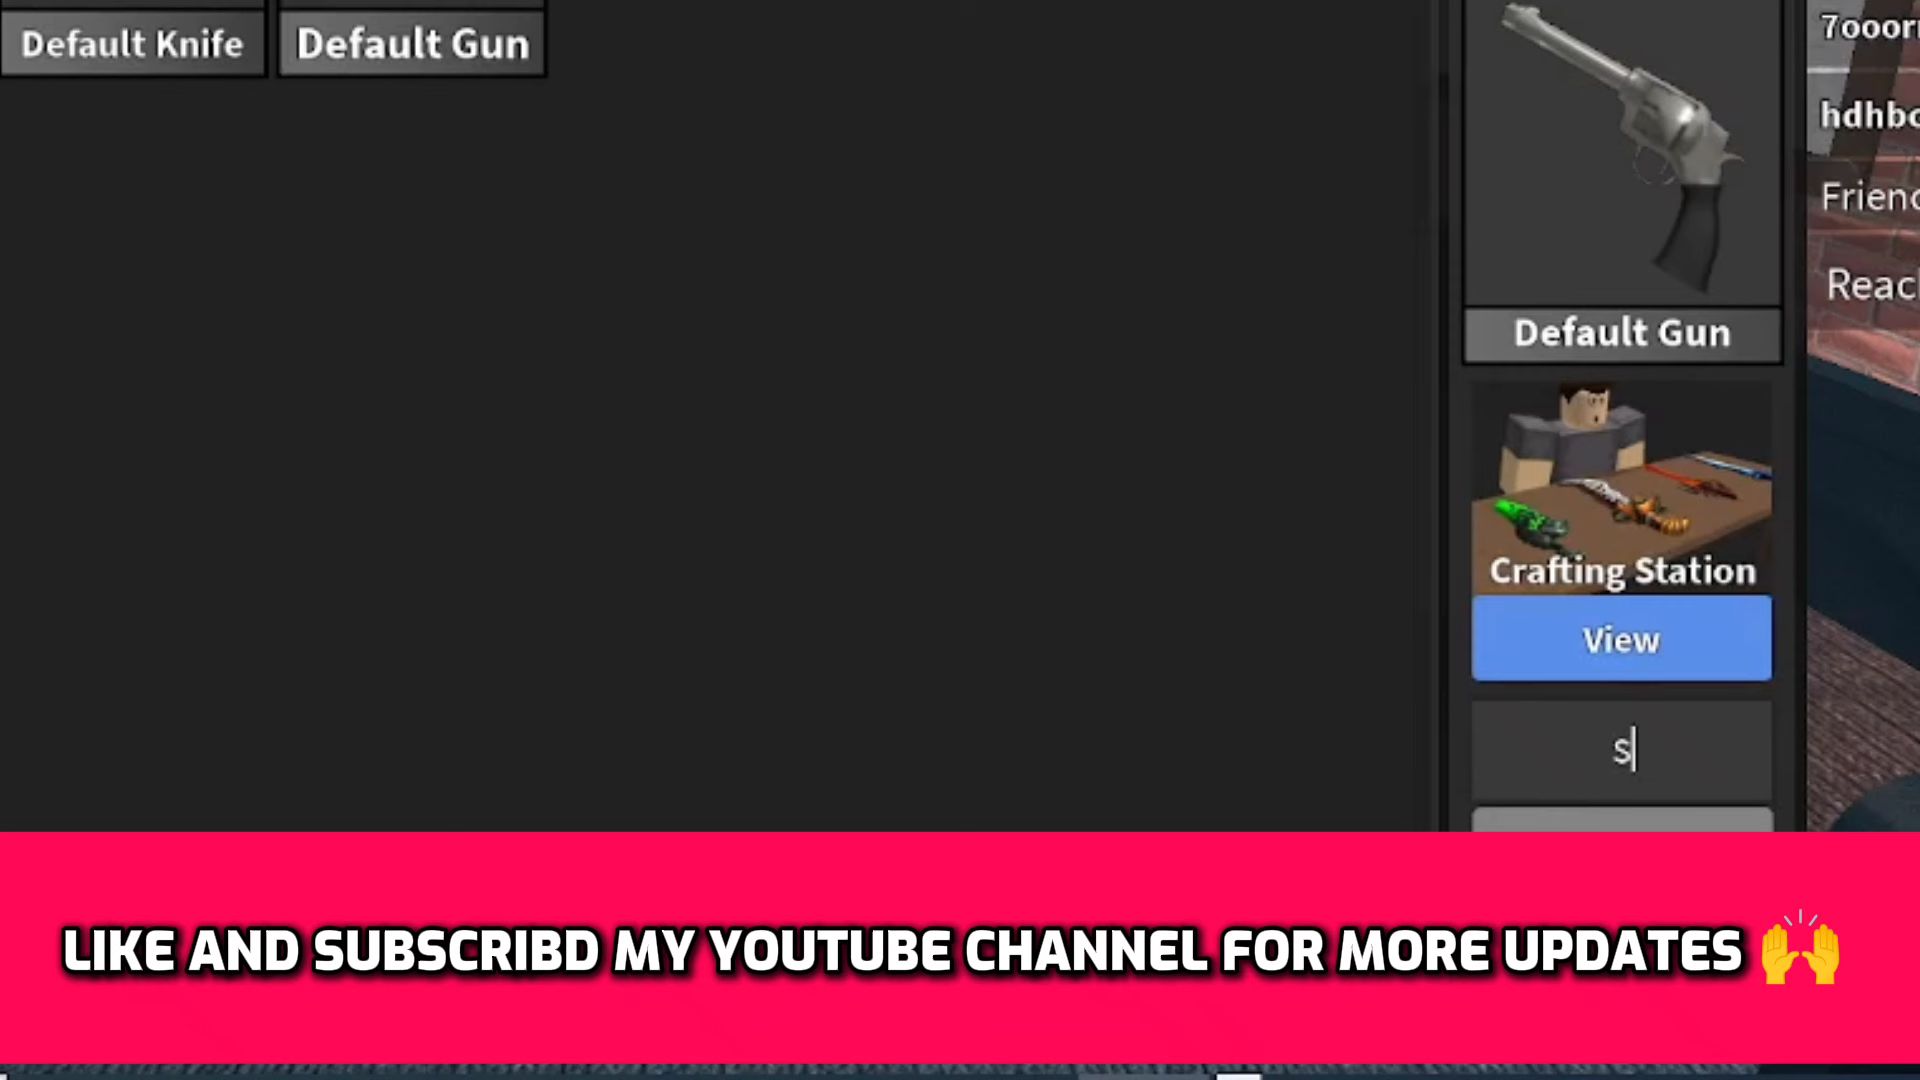 Default Knife
Default Gun
Default Gun
Crafting Station
View
S
LIKE AND SUBSCRIBD MY YOUTUBE CHANNEL FOR MORE UPDATES 🙌